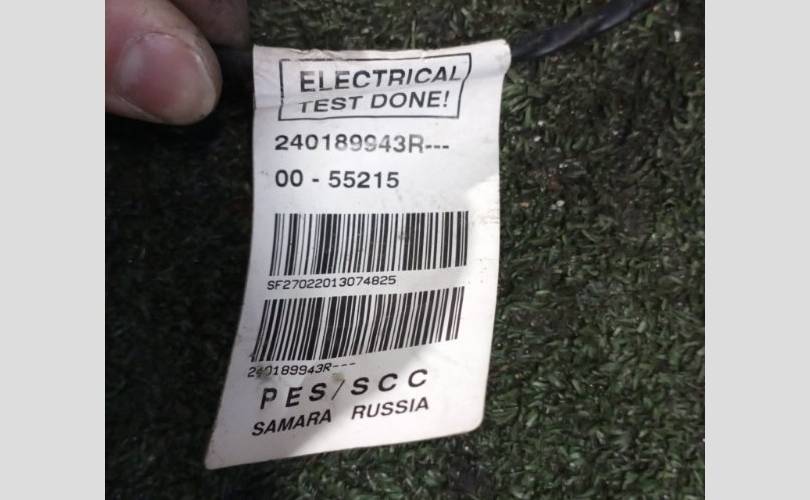 ELECTRICAL
TEST DONE!
240189943R---
00 - 55215
SF27022013074825
240189943R---
PES/SCC
SAMARA RUSSIA